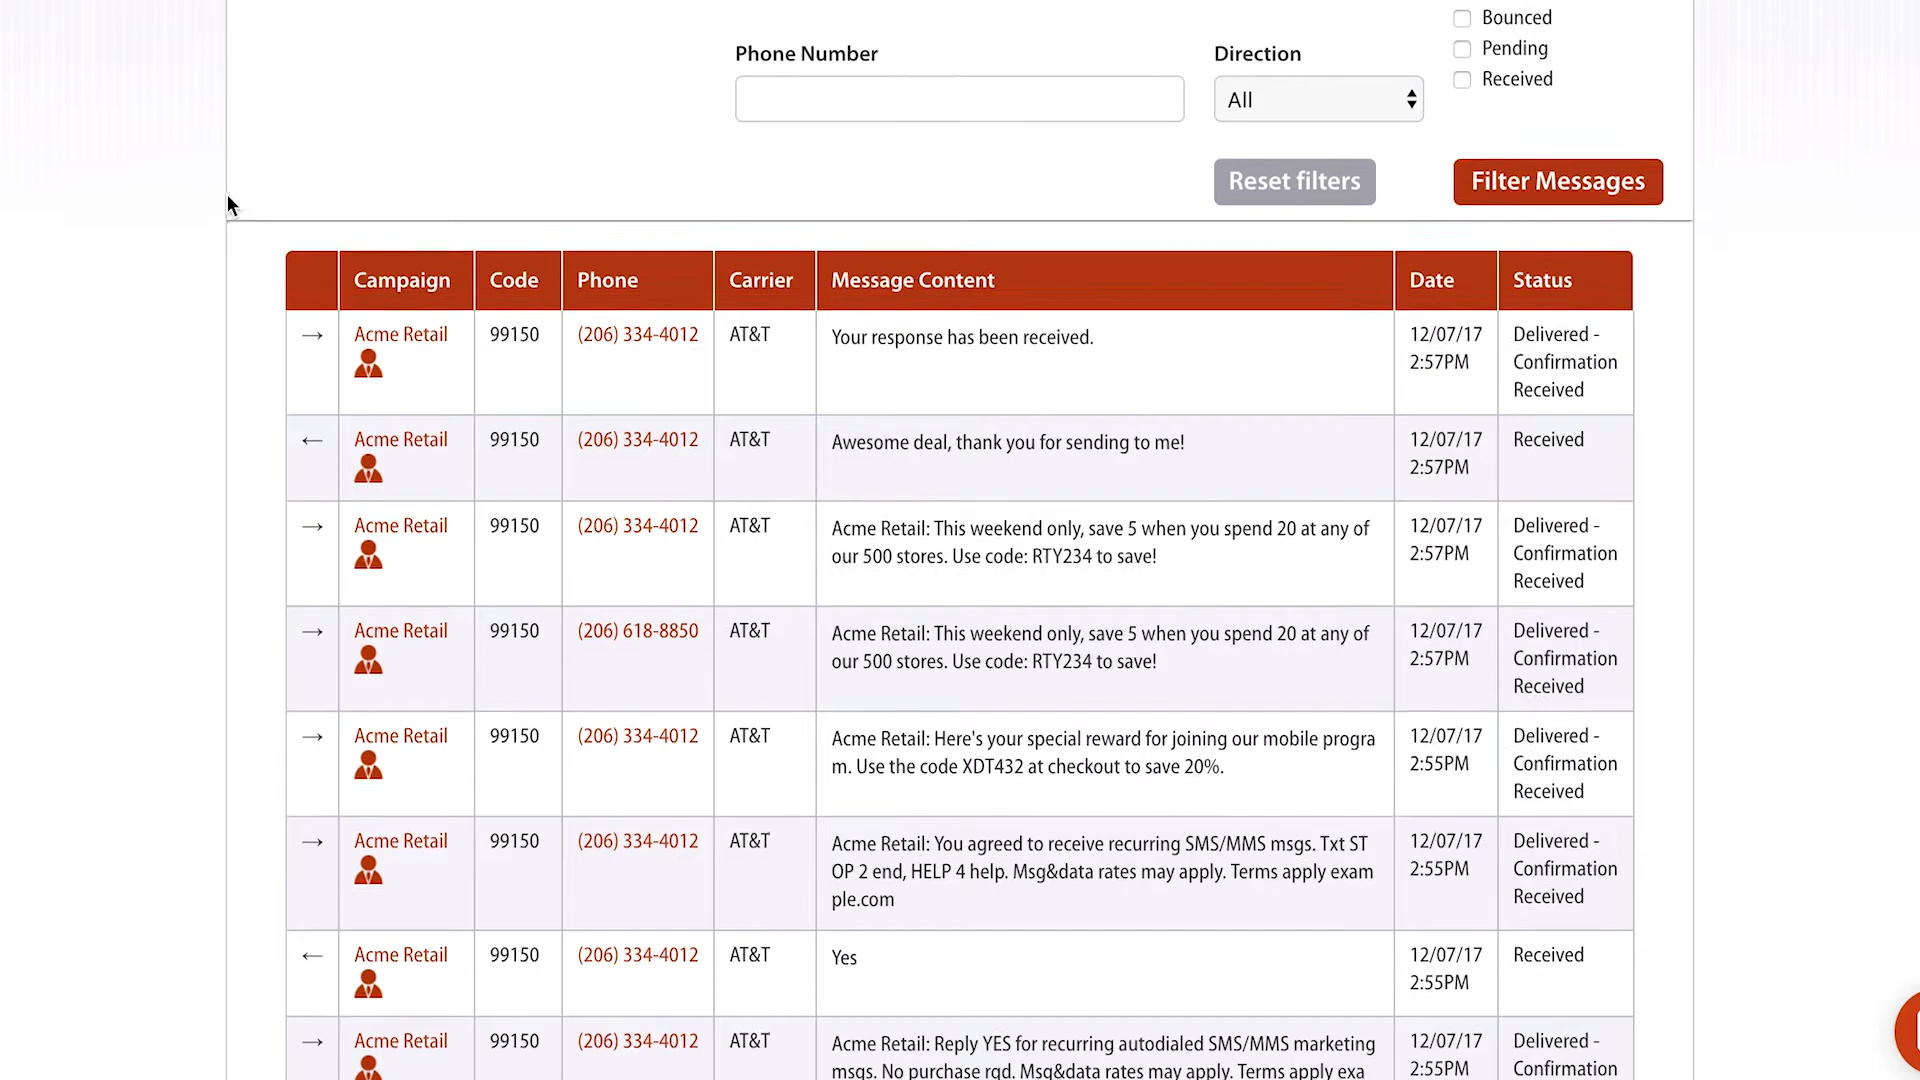 Bounced
Phone Number
Direction
Pending
Received
All
Reset filters
Filter Messages
Campaign Code Phone Carrier Message Content Date Status
→ Acme Retail 99150 (206) 334-4012 AT&T Your response has been received. 12/07/17 Delivered -
2:57PM Confirmation
Received
← Acme Retail 99150 (206) 334-4012 AT&T Awesome deal, thank you for sending to me! 12/07/17 Received
2:57PM
→ Acme Retail 99150 (206) 334-4012 AT&T Acme Retail: This weekend only, save 5 when you spend 20 at any of 12/07/17 Delivered -
our 500 stores. Use code: RTY234 to save! 2:57PM Confirmation
Received
→ Acme Retail 99150 (206) 618-8850 AT&T Acme Retail: This weekend only, save 5 when you spend 20 at any of 12/07/17 Delivered -
our 500 stores. Use code: RTY234 to save! 2:57PM Confirmation
Received
→ Acme Retail 99150 (206) 334-4012 AT&T Acme Retail: Here's your special reward for joining our mobile progra 12/07/17 Delivered -
m. Use the code XDT432 at checkout to save 20%. 2:55PM Confirmation
Received
→ Acme Retail 99150 (206) 334-4012 AT&T Acme Retail: You agreed to receive recurring SMS/MMS msgs. Txt ST 12/07/17 Delivered -
OP 2 end, HELP 4 help. Msg&data rates may apply. Terms apply exam 2:55PM Confirmation
ple.com Received
← Acme Retail 99150 (206) 334-4012 AT&T Yes 12/07/17 Received
2:55PM
→ Acme Retail 99150 (206) 334-4012 AT&T Acme Retail: Reply YES for recurring autodialed SMS/MMS marketing 12/07/17 Delivered -
msgs. No purchase rqd. Msg&data rates may apply. Terms apply exa 2:55PM Confirmation